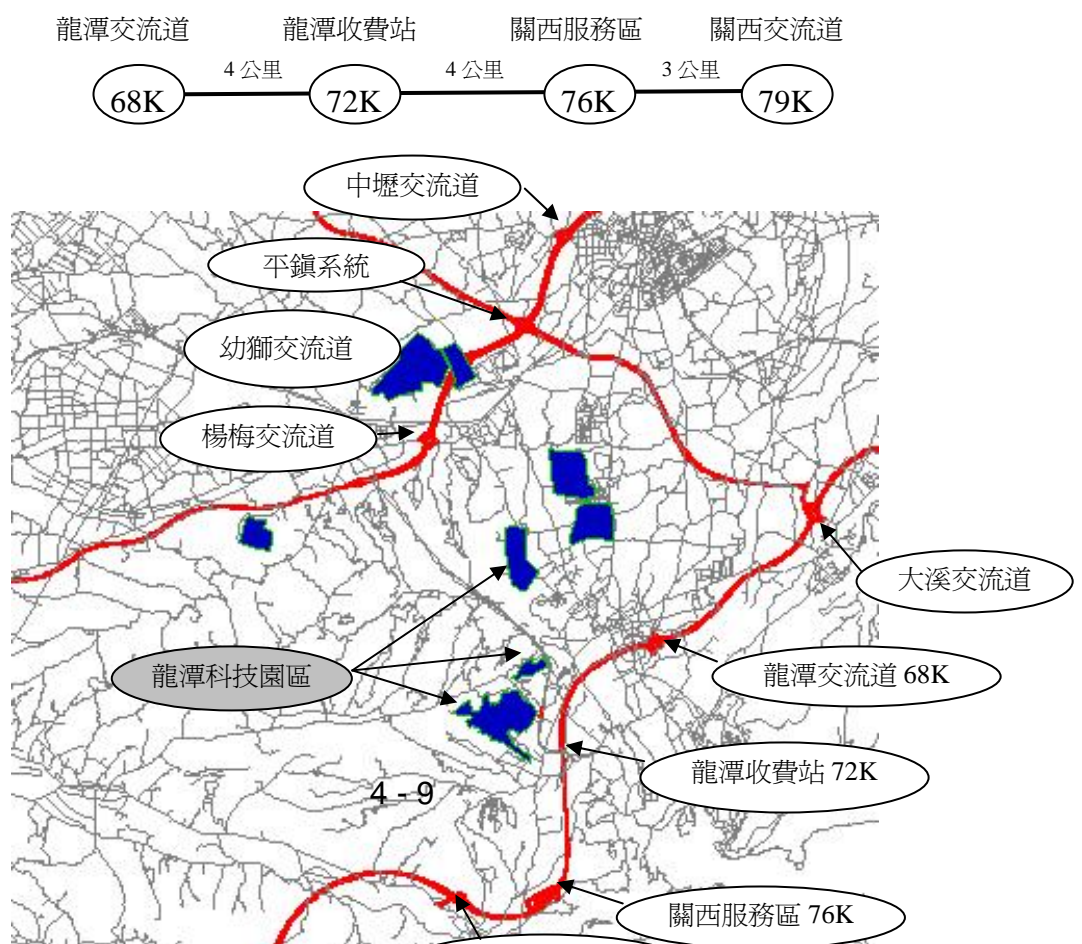 龍潭交流道 龍潭收費站 關西服務區 關西交流道
4 公里 4 公里 3 公里
68K 72K 76K 79K
中壢交流道
平鎮系統
幼獅交流道
楊梅交流道
大溪交流道
龍潭科技園區
龍潭交流道 68K
龍潭收費站 72K
4 - 9
關西服務區 76K